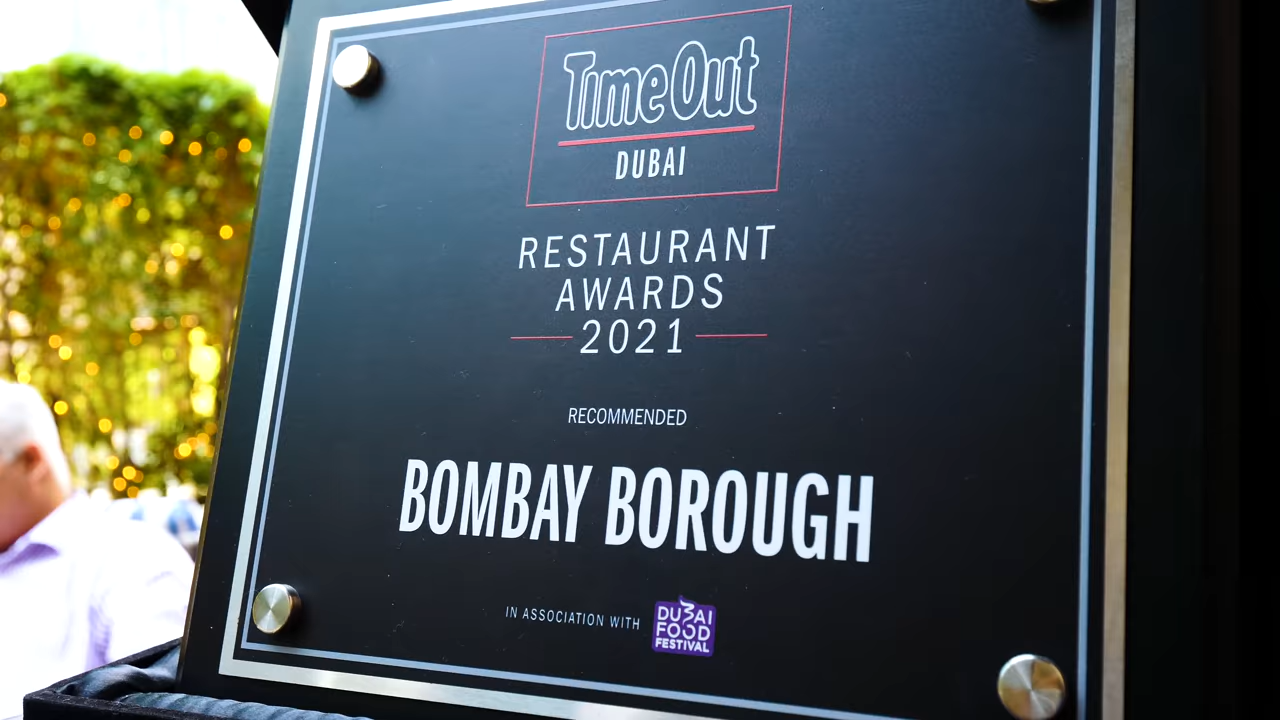 Time Out
DUBAI
RESTAURANT
AWARDS
2021
RECOMMENDED
BOMBAY BOROUGH
IN ASSOCIATION WITH
DUBAI
FOOD
FESTIVAL